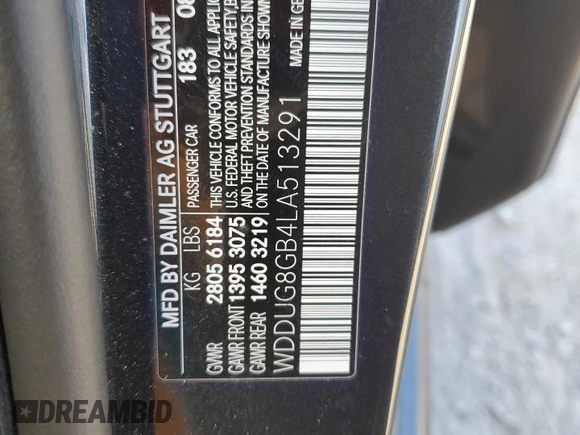 MFD BY DAIMLER AG STUTTGART
KG LBS PASSENGER CAR 183 08
GVWR 2805 6184 THIS VEHICLE CONFORMS TO ALL APPLIC
GAWR FRONT 1395 3075 U.S. FEDERAL MOTOR VEHICLE SAFETY, B
GAWR REAR 1460 3219 AND THEFT PREVENTION STANDARDS IN
ON THE DATE OF MANUFACTURE SHOW
WDDUG8GB4LA513291 MADE IN GE
DREAMBID